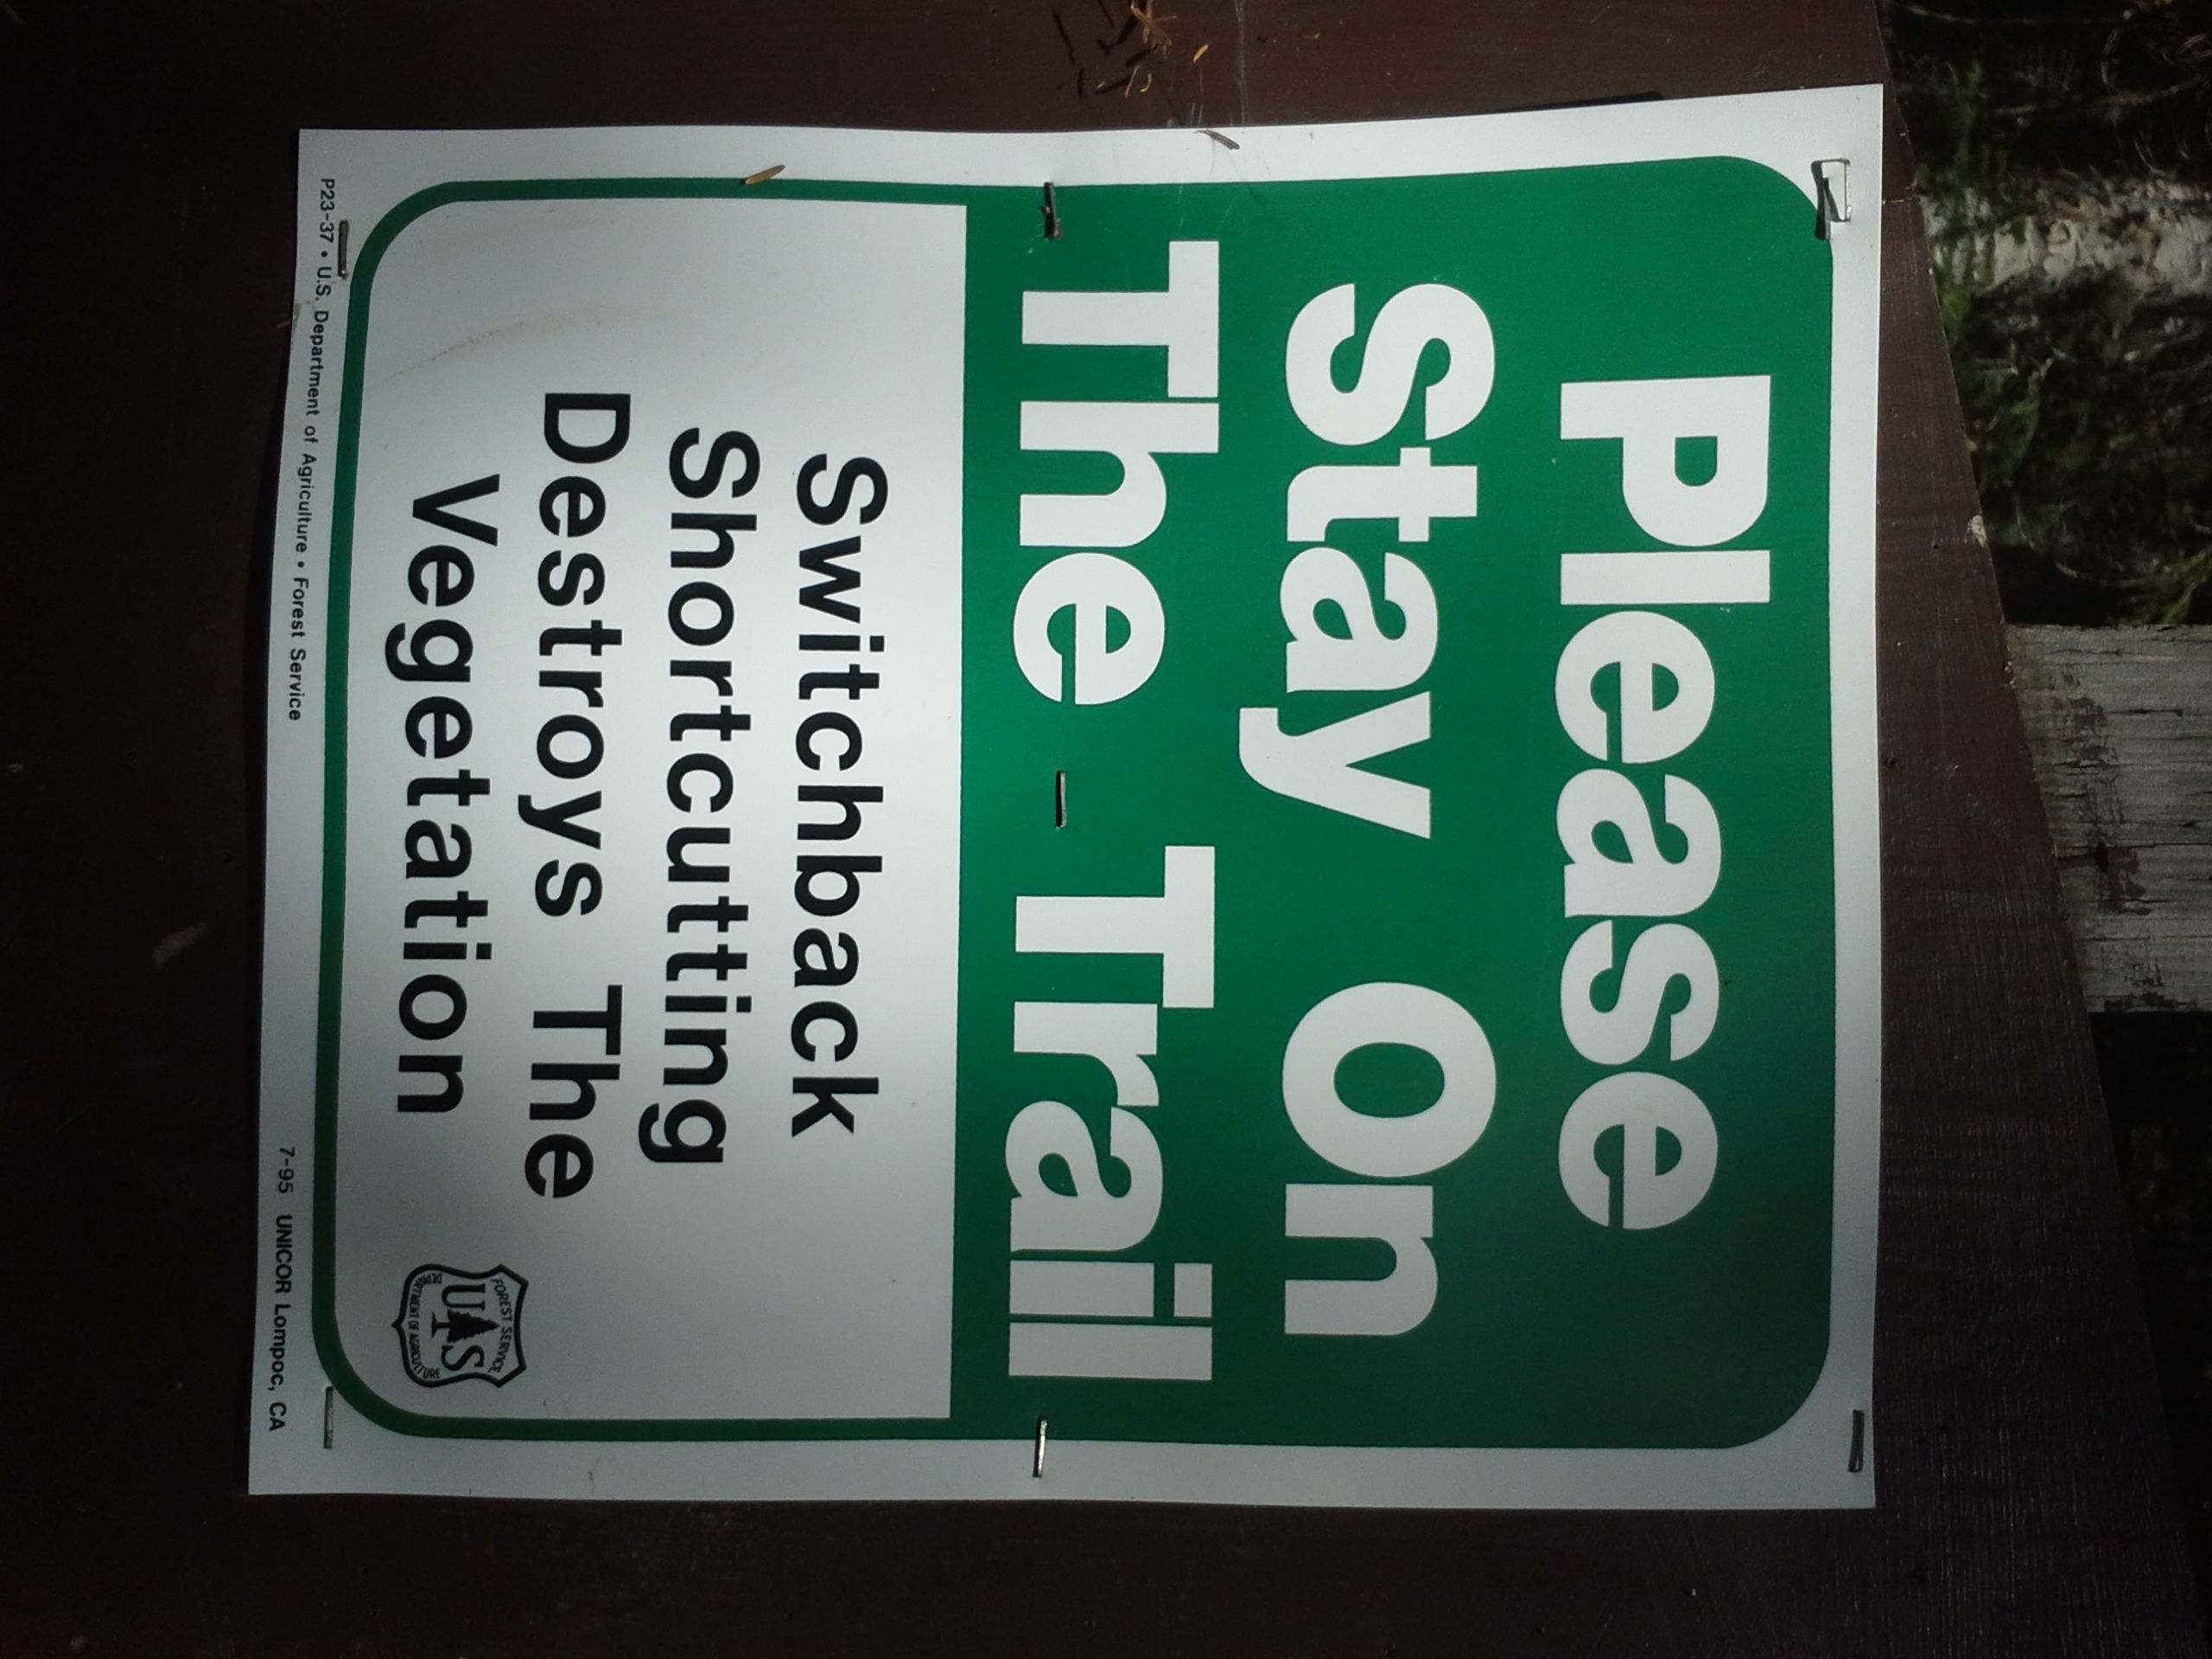 Please
Stay On
The Trail
Switchback
Shortcutting
Destroys The
Vegetation
FOREST SERVICE
U S
DEPARTMENT OF AGRICULTURE
P23-37 • U.S. Department of Agriculture • Forest Service
7-95 UNICOR Lompoc, CA